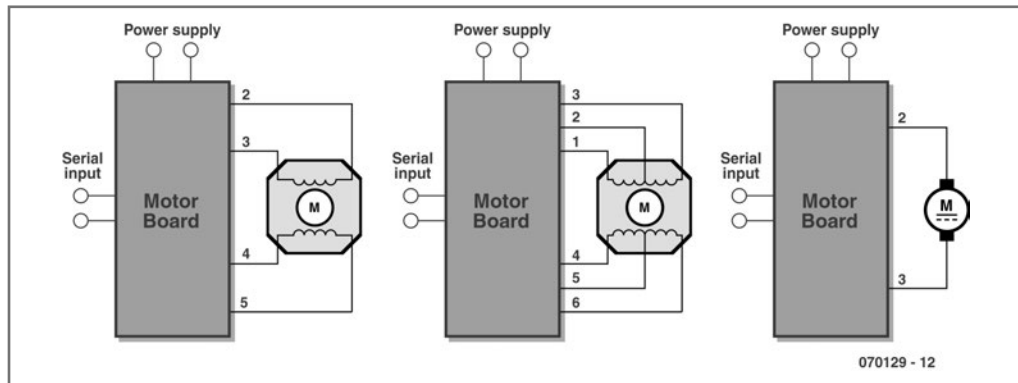 Power supply
2
3
Serial
input
Motor
Board
M
4
5
Power supply
3
2
1
Serial
input
Motor
Board
M
4
5
6
Power supply
2
Serial
input
Motor
Board
M
3
070129 - 12